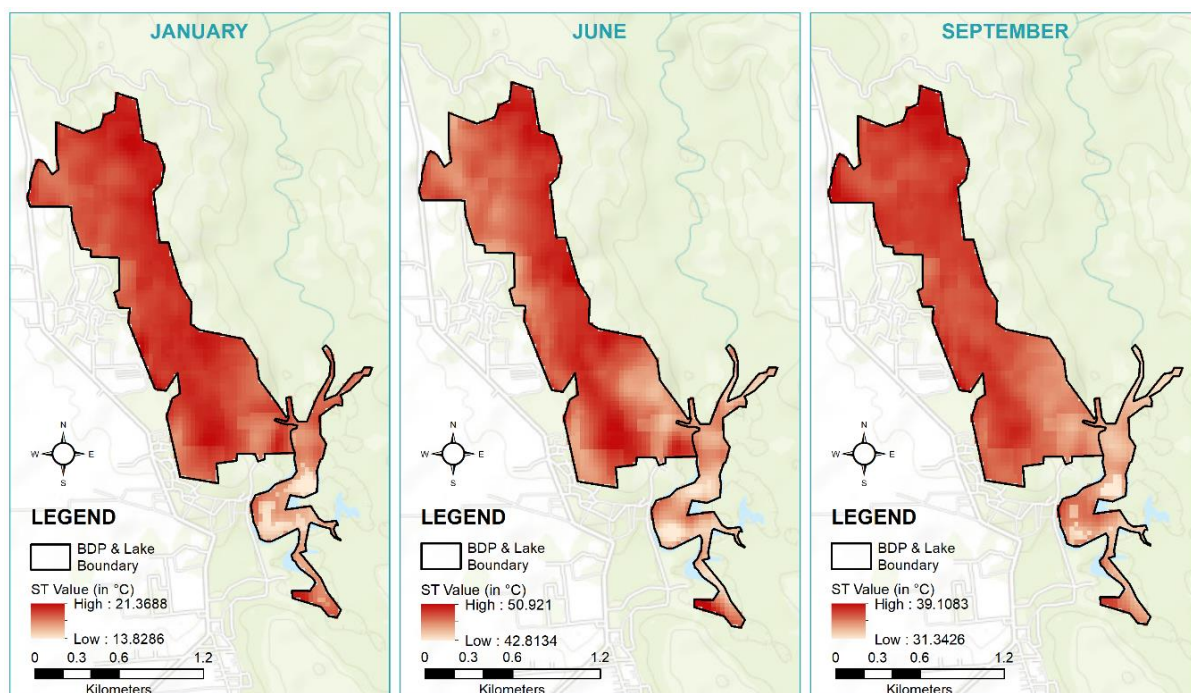 JANUARY
N
W E
S
LEGEND
BDP & Lake
Boundary
ST Value (in °C)
High : 21.3688
Low : 13.8286
0 0.3 0.6 1.2
Kilometers
JUNE
N
W E
S
LEGEND
BDP & Lake
Boundary
ST Value (in °C)
High : 50.921
Low : 42.8134
0 0.3 0.6 1.2
Kilometers
SEPTEMBER
N
W E
S
LEGEND
BDP & Lake
Boundary
ST Value (in °C)
High : 39.1083
Low : 31.3426
0 0.3 0.6 1.2
Kilometers